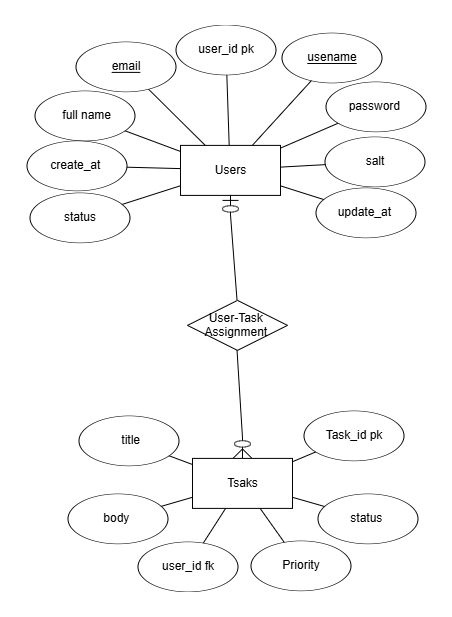 user_id pk
usename
email
password
full name
Users
salt
create_at
update_at
status
User-Task
Assignment
Task_id pk
title
Tsaks
body
status
user_id fk
Priority